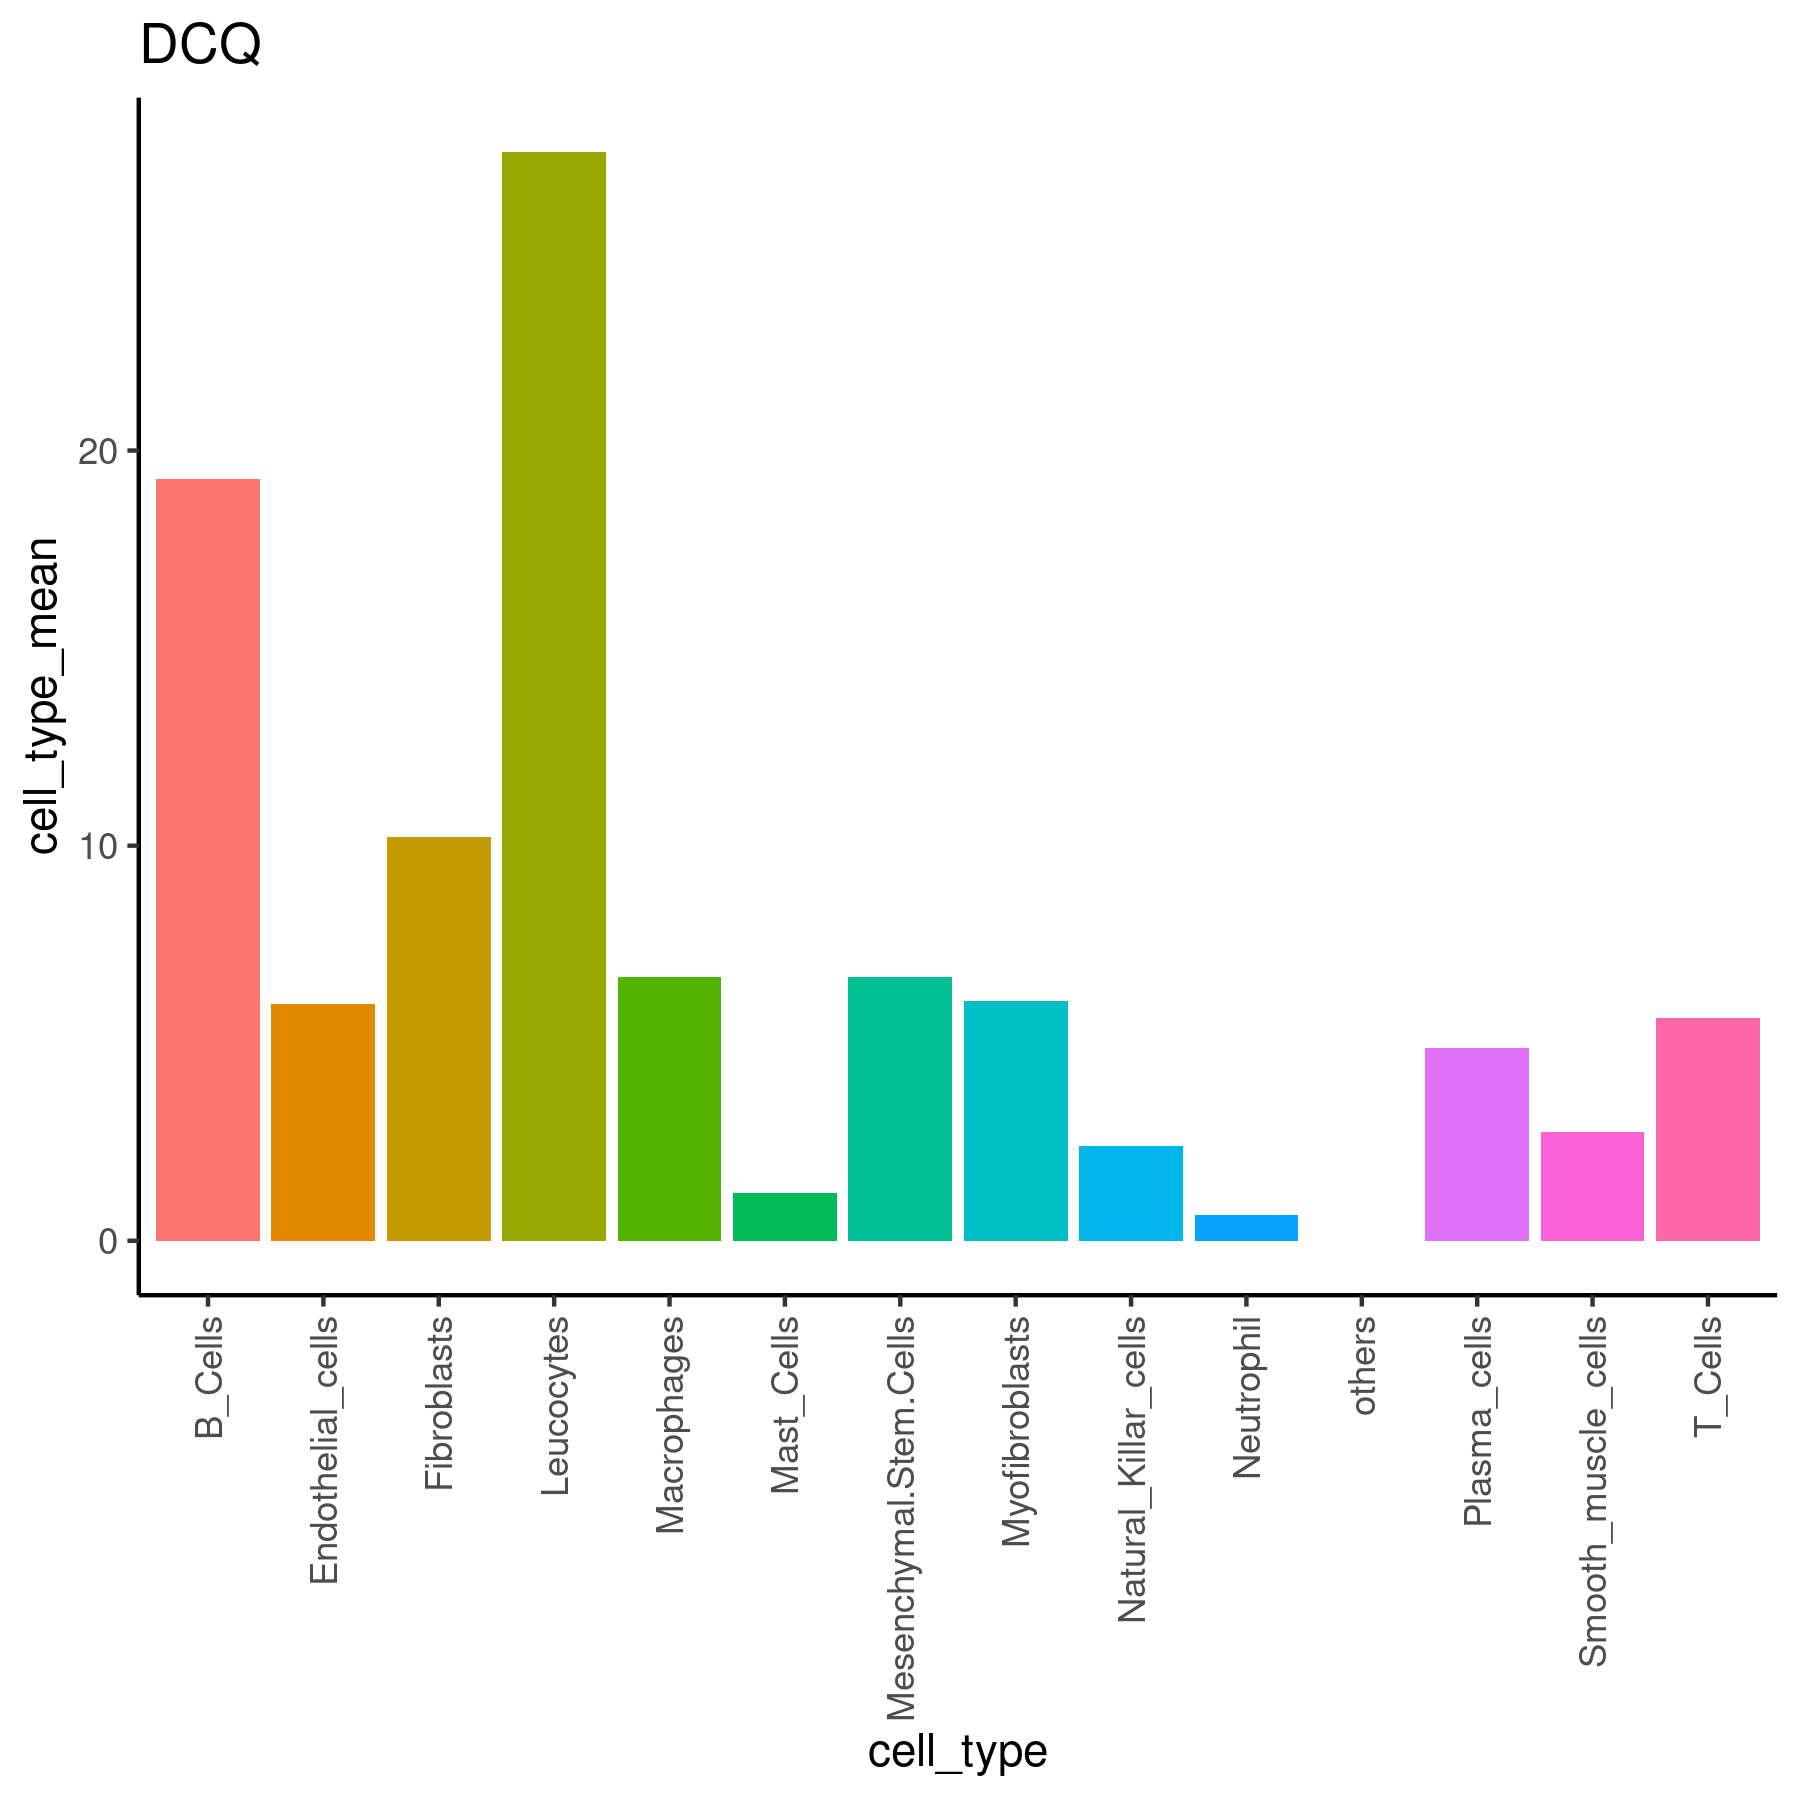 DCQ
cell_type_mean
20
10
0
B_Cells
Endothelial_cells
Fibroblasts
Leucocytes
Macrophages
Mast_Cells
Mesenchymal.Stem.Cells
Myofibroblasts
Natural_Killar_cells
Neutrophil
others
Plasma_cells
Smooth_muscle_cells
T_Cells
cell_type